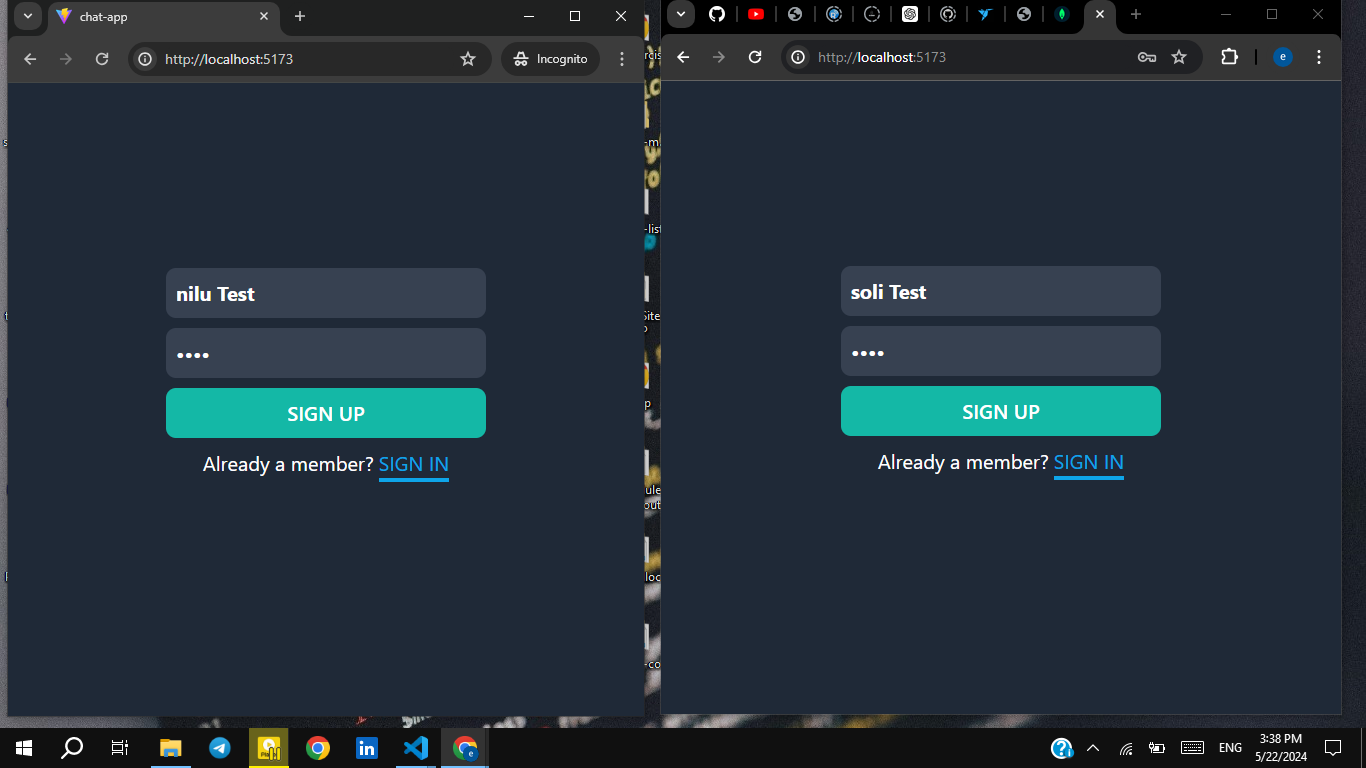 chat-app
http://localhost:5173
Incognito
nilu Test
••••
SIGN UP
Already a member? SIGN IN
http://localhost:5173
e
soli Test
••••
SIGN UP
Already a member? SIGN IN
ENG
3:38 PM
5/22/2024